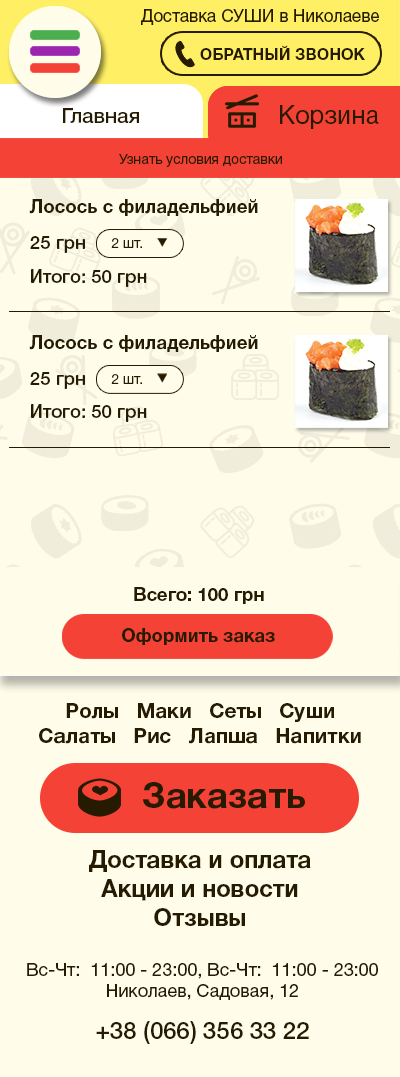 Доставка СУШИ в Николаеве
ОБРАТНЫЙ ЗВОНОК
Главная
Корзина
Узнать условия доставки
Лосось с филадельфией
25 грн 2 шт. ▼
Итого: 50 грн
Лосось с филадельфией
25 грн 2 шт. ▼
Итого: 50 грн
Всего: 100 грн
Оформить заказ
Ролы Маки Сеты Суши
Салаты Рис Лапша Напитки
Заказать
Доставка и оплата
Акции и новости
Отзывы
Вс-Чт: 11:00 - 23:00, Вс-Чт: 11:00 - 23:00
Николаев, Садовая, 12
+38 (066) 356 33 22